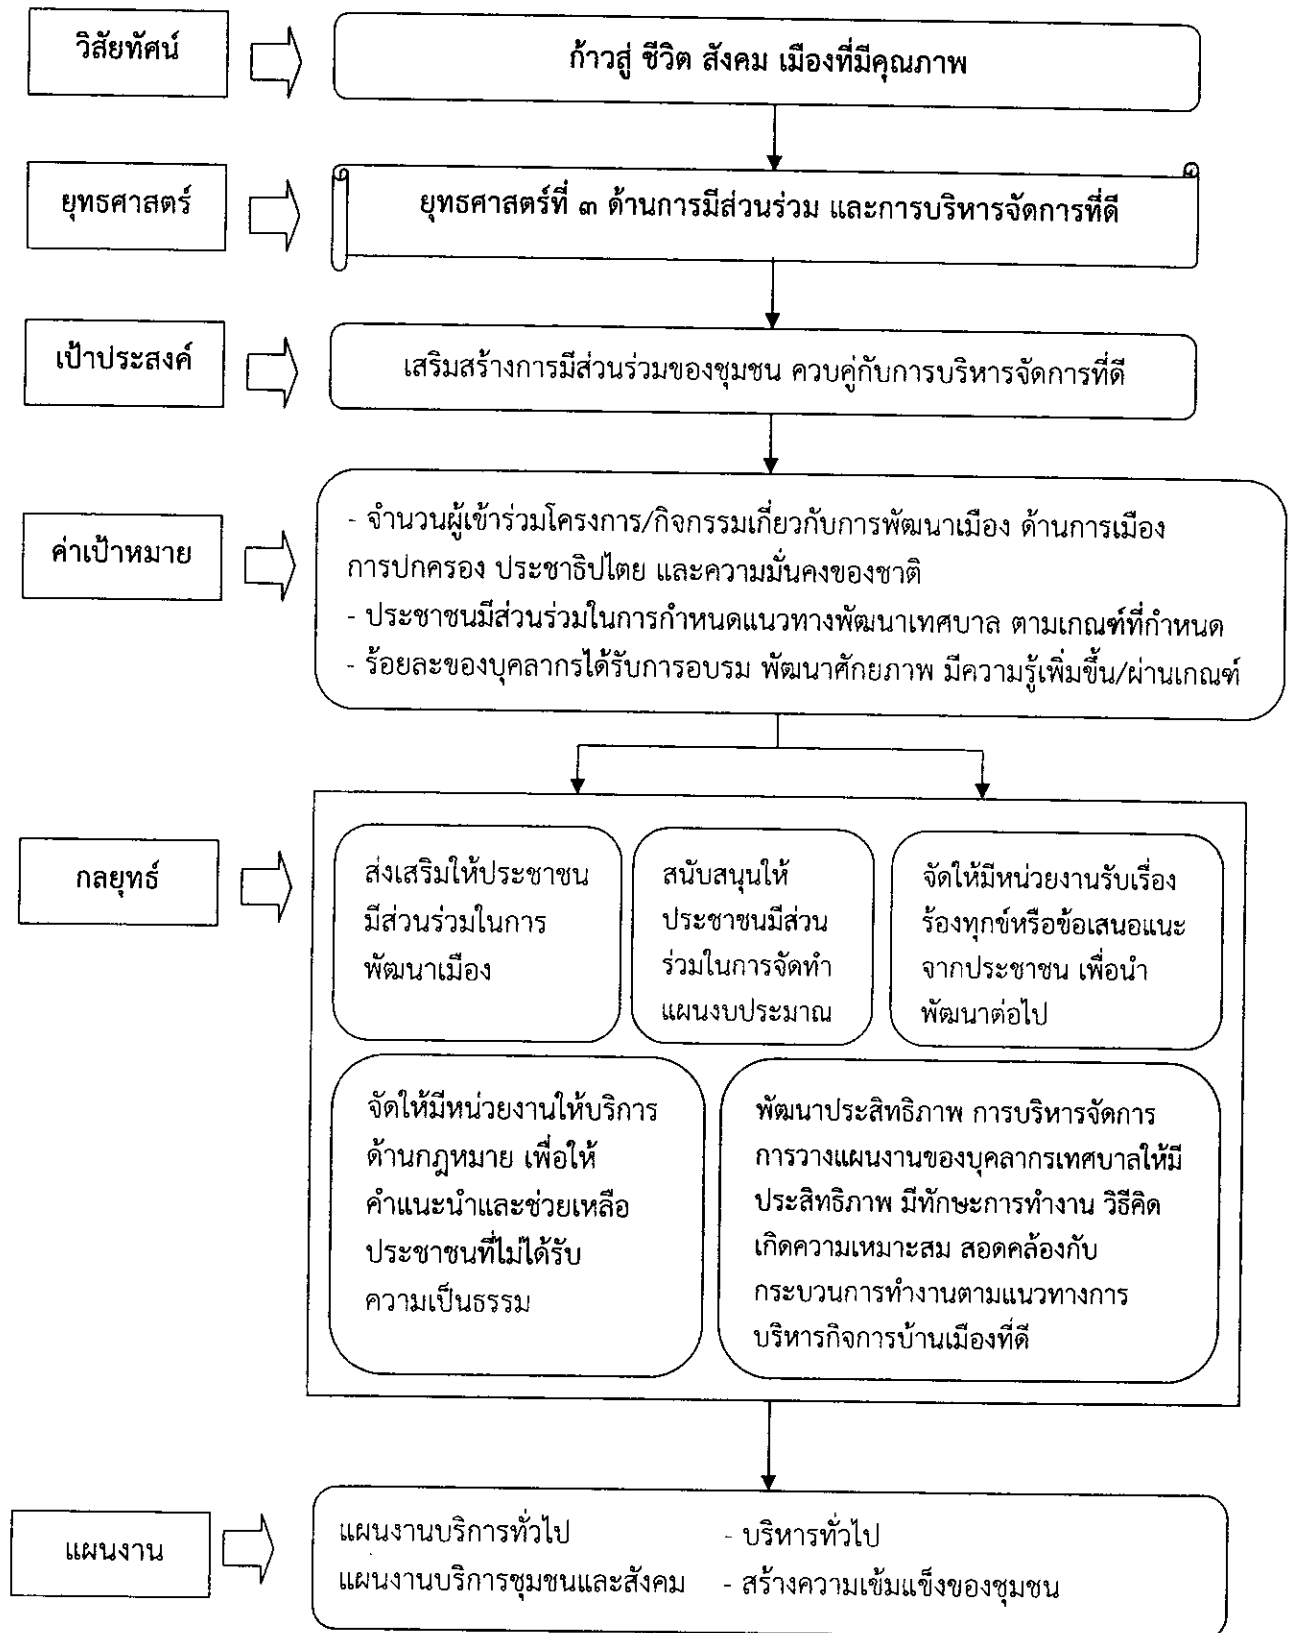 วิสัยทัศน์
ก้าวสู่ ชีวิต สังคม เมืองที่มีคุณภาพ
ยุทธศาสตร์
ยุทธศาสตร์ที่ ๓ ด้านการมีส่วนร่วม และการบริหารจัดการที่ดี
เป้าประสงค์
เสริมสร้างการมีส่วนร่วมของชุมชน ควบคู่กับการบริหารจัดการที่ดี
ค่าเป้าหมาย
- จำนวนผู้เข้าร่วมโครงการ/กิจกรรมเกี่ยวกับการพัฒนาเมือง ด้านการเมือง
การปกครอง ประชาธิปไตย และความมั่นคงของชาติ
- ประชาชนมีส่วนร่วมในการกำหนดแนวทางพัฒนาเทศบาล ตามเกณฑ์ที่กำหนด
- ร้อยละของบุคลากรได้รับการอบรม พัฒนาศักยภาพ มีความรู้เพิ่มขึ้น/ผ่านเกณฑ์
กลยุทธ์
ส่งเสริมให้ประชาชน
มีส่วนร่วมในการ
พัฒนาเมือง
สนับสนุนให้
ประชาชนมีส่วน
ร่วมในการจัดทำ
แผนงบประมาณ
จัดให้มีหน่วยงานรับเรื่อง
ร้องทุกข์หรือข้อเสนอแนะ
จากประชาชน เพื่อนำ
พัฒนาต่อไป
จัดให้มีหน่วยงานให้บริการ
ด้านกฎหมาย เพื่อให้
คำแนะนำและช่วยเหลือ
ประชาชนที่ไม่ได้รับ
ความเป็นธรรม
พัฒนาประสิทธิภาพ การบริหารจัดการ
การวางแผนงานของบุคลากรเทศบาลให้มี
ประสิทธิภาพ มีทักษะการทำงาน วิธีคิด
เกิดความเหมาะสม สอดคล้องกับ
กระบวนการทำงานตามแนวทางการ
บริหารกิจการบ้านเมืองที่ดี
แผนงาน
แผนงานบริการทั่วไป - บริหารทั่วไป
แผนงานบริการชุมชนและสังคม - สร้างความเข้มแข็งของชุมชน